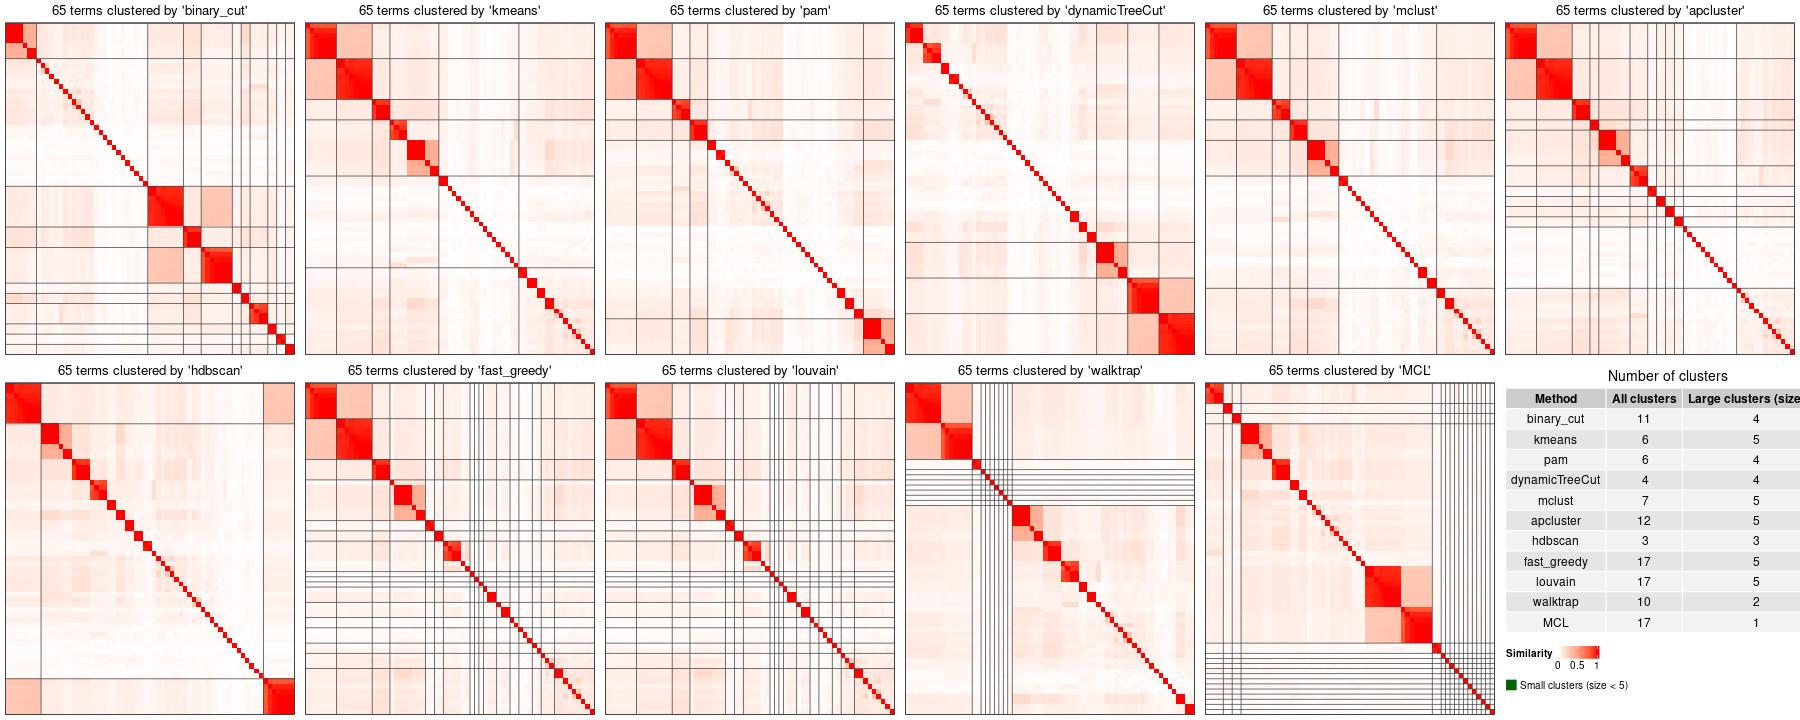 65 terms clustered by 'binary_cut'
65 terms clustered by 'kmeans'
65 terms clustered by 'pam'
65 terms clustered by 'dynamicTreeCut'
65 terms clustered by 'mclust'
65 terms clustered by 'apcluster'
65 terms clustered by 'hdbscan'
65 terms clustered by 'fast_greedy'
65 terms clustered by 'louvain'
65 terms clustered by 'walktrap'
65 terms clustered by 'MCL'
Number of clusters
Method All clusters Large clusters (size
binary_cut 11 4
kmeans 6 5
pam 6 4
dynamicTreeCut 4 4
mclust 7 5
apcluster 12 5
hdbscan 3 3
fast_greedy 17 5
louvain 17 5
walktrap 10 2
MCL 17 1
Similarity
0 0.5 1
Small clusters (size < 5)